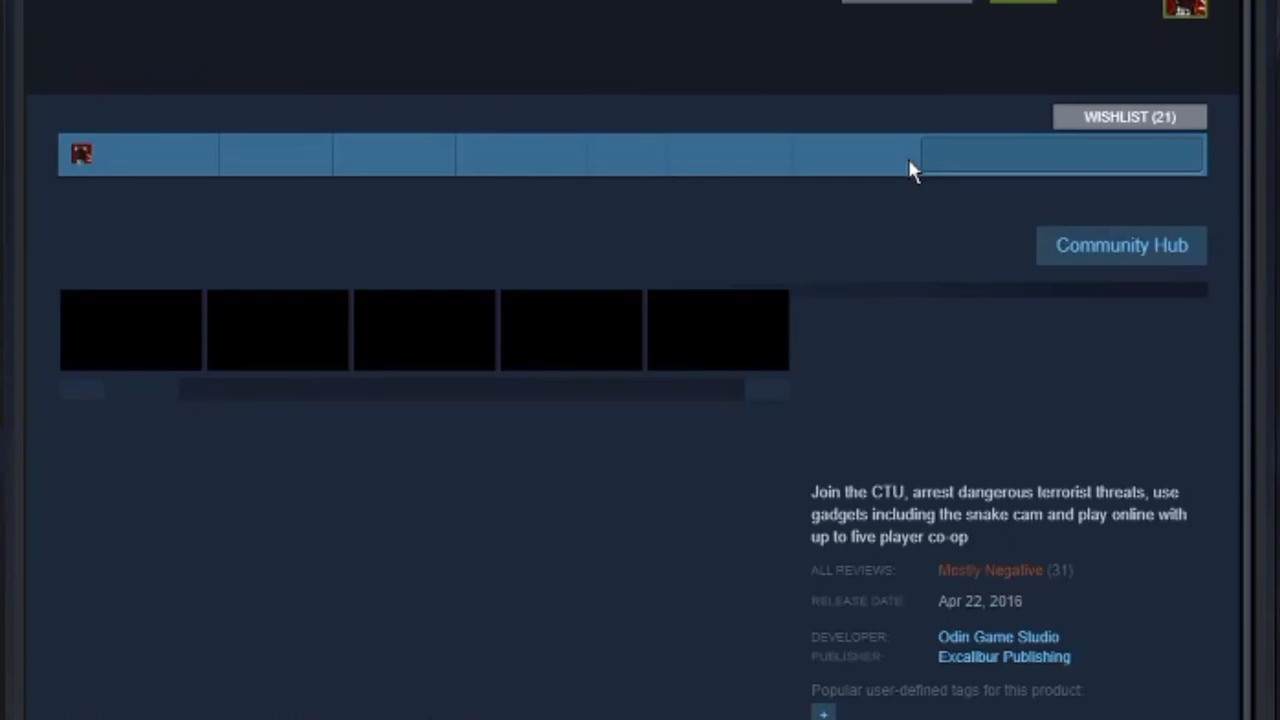 WISHLIST (21)
Community Hub
Join the CTU, arrest dangerous terrorist threats, use
gadgets including the snake cam and play online with
up to five player co-op
ALL REVIEWS: Mostly Negative (31)
RELEASE DATE: Apr 22, 2016
DEVELOPER: Odin Game Studio
PUBLISHER: Excalibur Publishing
Popular user-defined tags for this product:
+